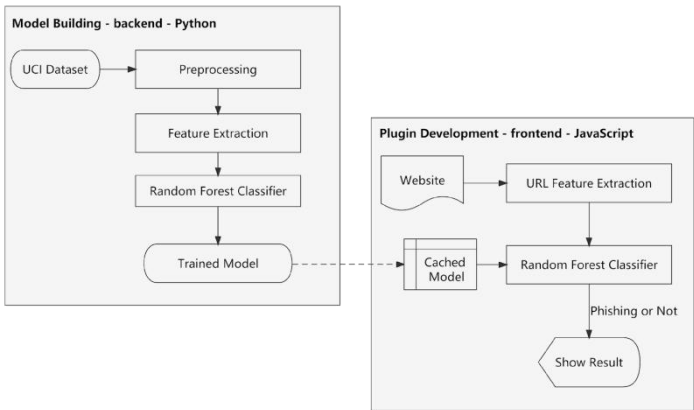 Model Building - backend - Python
UCI Dataset
Preprocessing
Feature Extraction
Random Forest Classifier
Trained Model
Plugin Development - frontend - JavaScript
Website
URL Feature Extraction
Cached
Model
Random Forest Classifier
Phishing or Not
Show Result